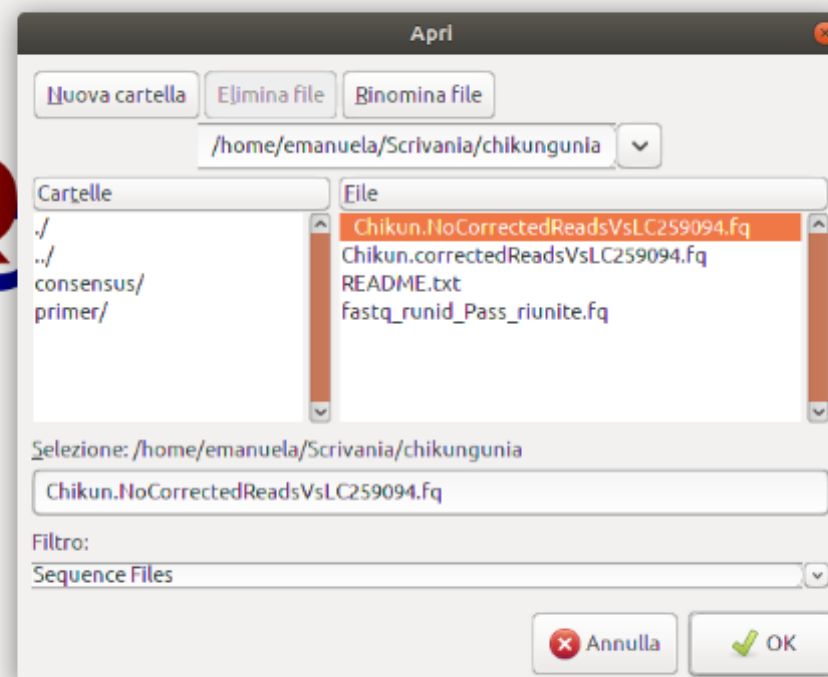 Apri
Nuova cartella Elimina file Rinomina file
/home/emanuela/Scrivania/chikungunia
Cartelle
./
../
consensus/
primer/
File
Chikun.NoCorrectedReadsVsLC259094.fq
Chikun.correctedReadsVsLC259094.fq
README.txt
fastq_runid_Pass_riunite.fq
Selezione: /home/emanuela/Scrivania/chikungunia
Chikun.NoCorrectedReadsVsLC259094.fq
Filtro:
Sequence Files
Annulla OK